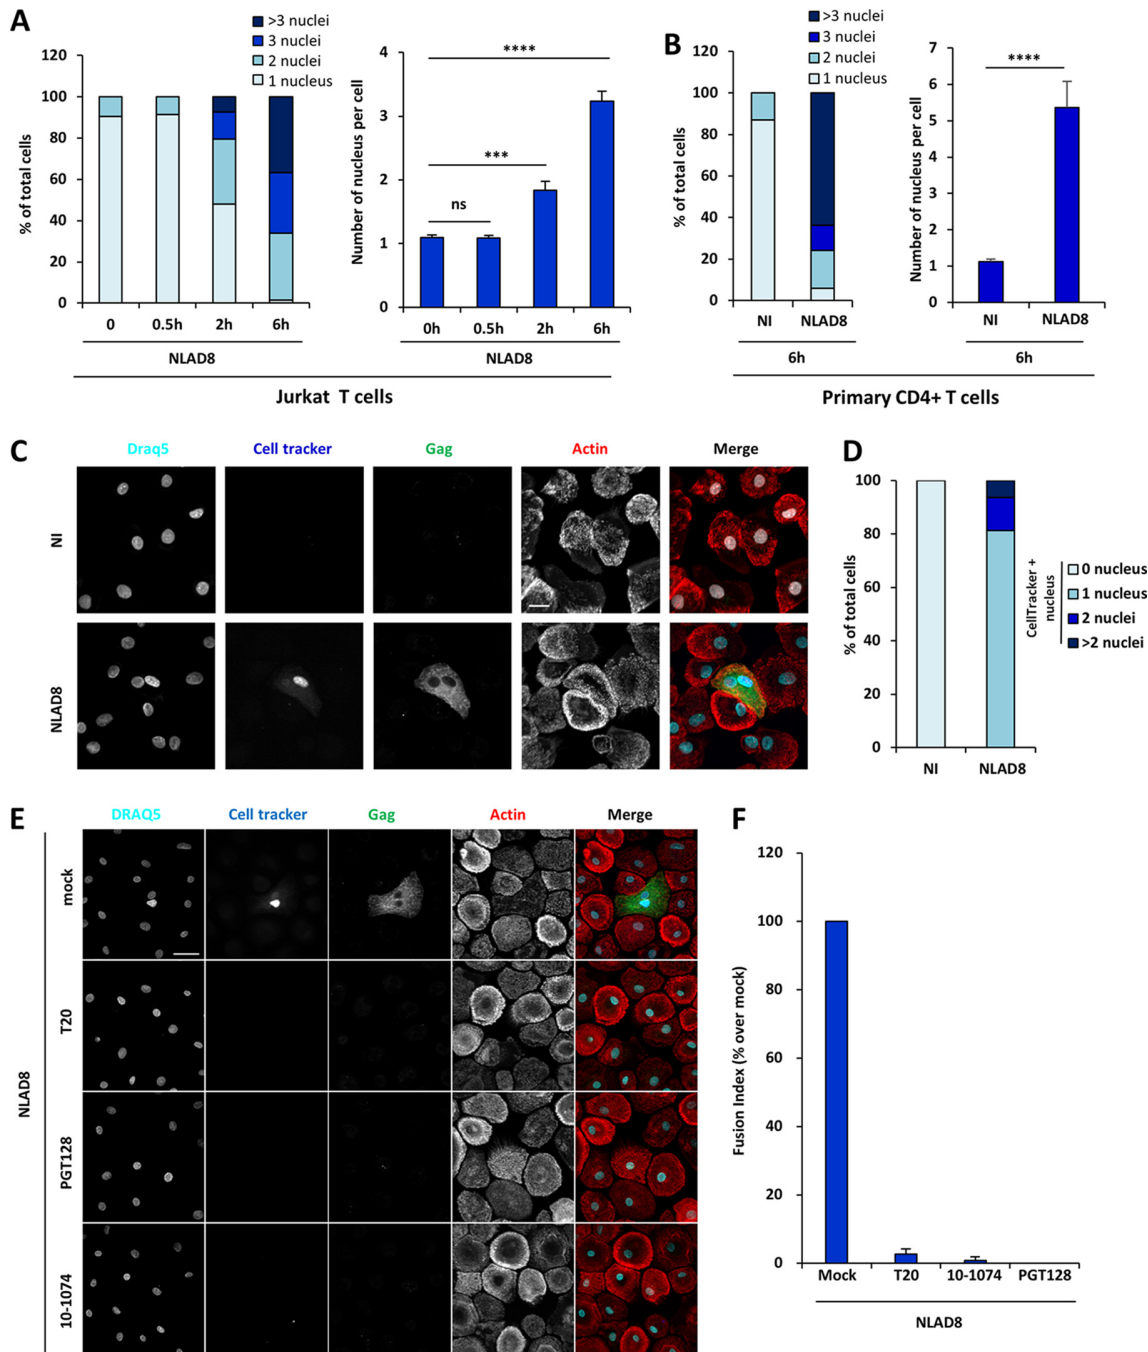 A
>3 nuclei
3 nuclei
2 nuclei
1 nucleus
120
100
80
60
40
20
0
% of total cells
0 0.5h 2h 6h
NLAD8
4
3
2
1
0
Number of nucleus per cell
****
***
ns
0h 0.5h 2h 6h
NLAD8
Jurkat T cells
B
>3 nuclei
3 nuclei
2 nuclei
1 nucleus
120
100
80
60
40
20
0
% of total cells
NI NLAD8
6h
7
6
5
4
3
2
1
0
Number of nucleus per cell
****
NI NLAD8
6h
Primary CD4+ T cells
C
Draq5 Cell tracker Gag Actin Merge
NI
NLAD8
D
100
80
60
40
20
0
% of total cells
NI NLAD8
CellTracker +
nucleus
0 nucleus
1 nucleus
2 nuclei
>2 nuclei
E
DRAQ5 Cell tracker Gag Actin Merge
NLAD8
mock
T20
PGT128
10-1074
F
120
100
80
60
40
20
0
Fusion Index (% over mock)
Mock T20 10-1074 PGT128
NLAD8